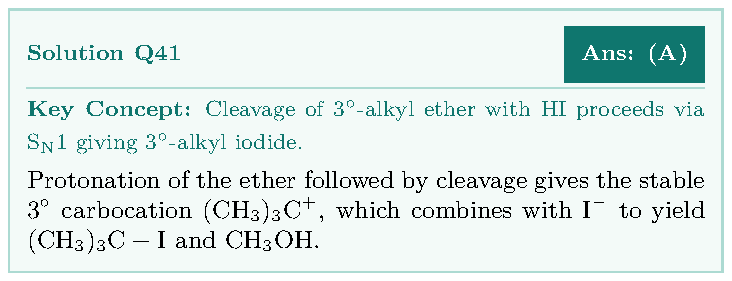 Solution Q41
Ans: (A)
Key Concept: Cleavage of 3°-alkyl ether with HI proceeds via
S_N1 giving 3°-alkyl iodide.
Protonation of the ether followed by cleavage gives the stable
3° carbocation (CH₃)₃C⁺, which combines with I⁻ to yield
(CH₃)₃C − I and CH₃OH.